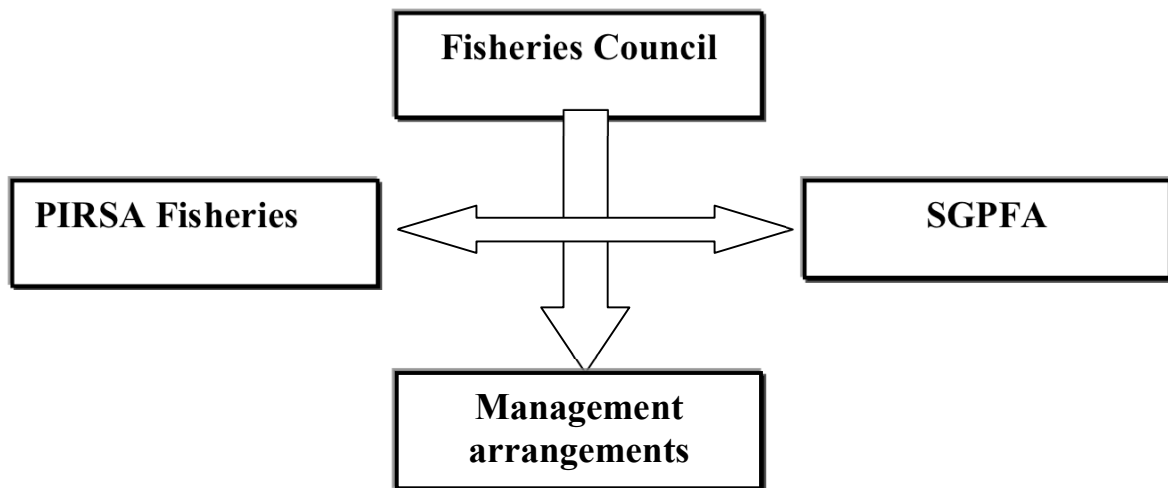 Fisheries Council
PIRSA Fisheries
SGPFA
Management
arrangements